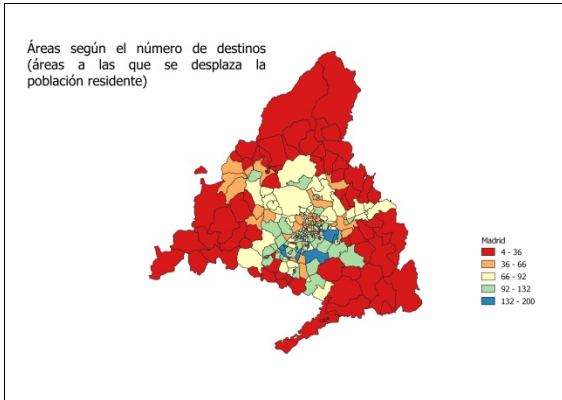 Áreas según el número de destinos
(áreas a las que se desplaza la
población residente)
Madrid
4 - 36
36 - 66
66 - 92
92 - 132
132 - 200